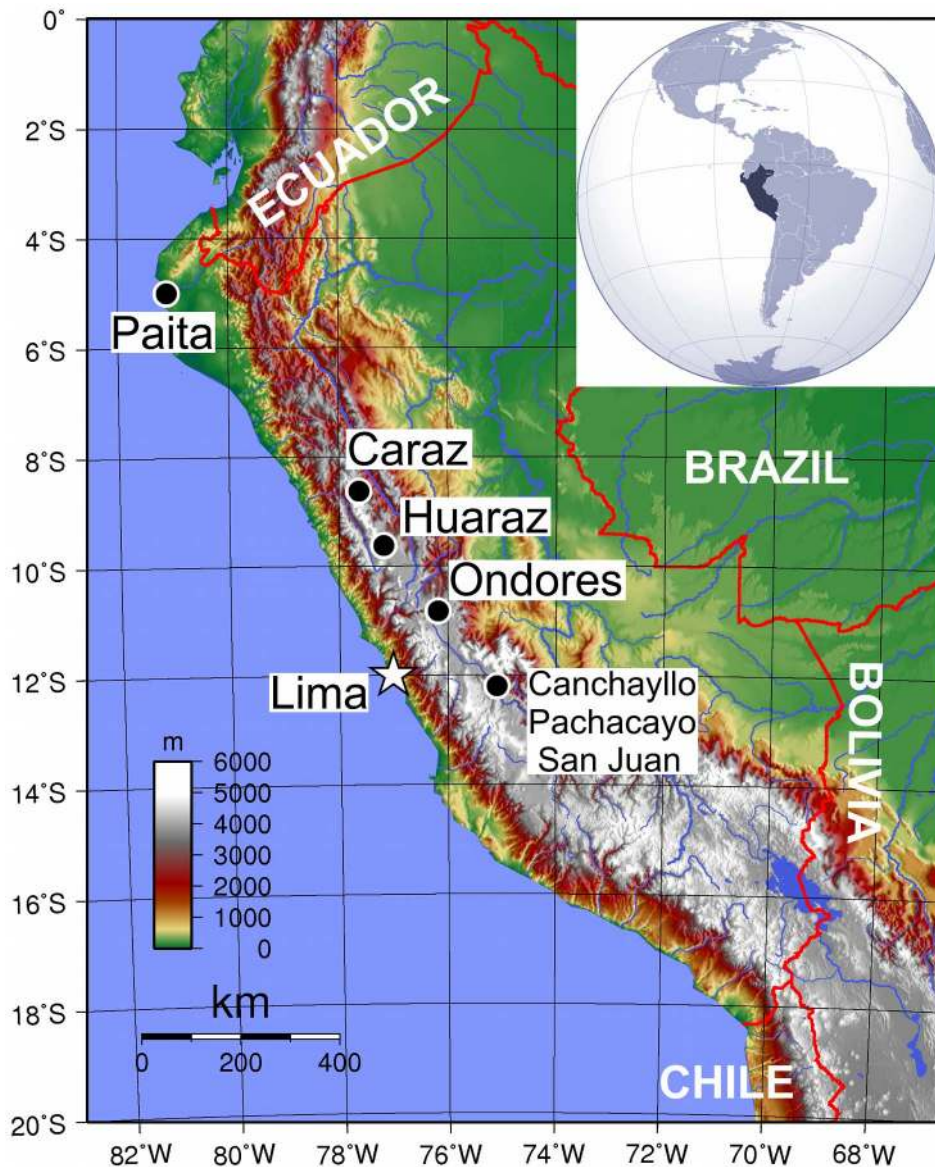 0°
2°S
4°S
6°S
8°S
10°S
12°S
14°S
16°S
18°S
20°S
ECUADOR
Paita
Caraz
Huaraz
Ondores
Lima
Canchayllo
Pachacayo
San Juan
BRAZIL
BOLIVIA
CHILE
m
6000
5000
4000
3000
2000
1000
0
km
0
200
400
82°W
80°W
78°W
76°W
74°W
72°W
70°W
68°W